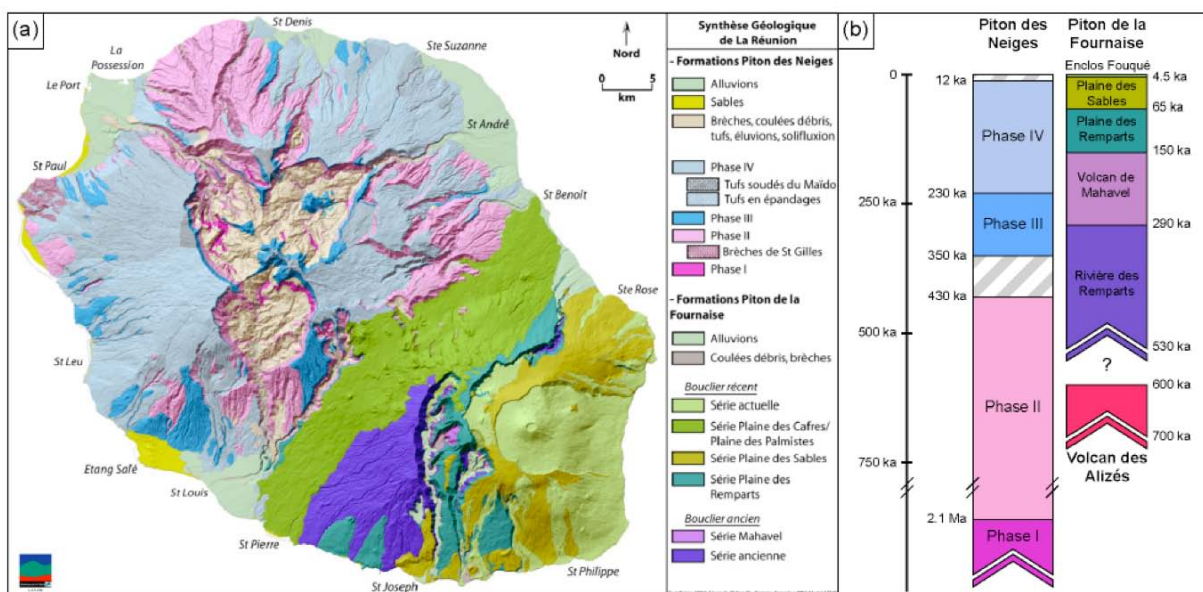 (a)
St Denis
La
Possession
Le Port
Ste Suzanne
St André
St Paul
St Benoît
Ste Rose
St Leu
Etang Salé
St Louis
St Pierre
St Joseph
St Philippe
Nord
0 5
km
Synthèse Géologique
de La Réunion
- Formations Piton des Neiges
Alluvions
Sables
Brèches, coulées débris,
tufs, éluvions, solifluxion
Phase IV
Tufs soudés du Maïdo
Tufs en épandages
Phase III
Phase II
Brèches de St Gilles
Phase I
- Formations Piton de la
Fournaise
Alluvions
Coulées débris, brèches
Bouclier récent
Série actuelle
Série Plaine des Cafres/
Plaine des Palmistes
Série Plaine des Sables
Série Plaine des
Remparts
Bouclier ancien
Série Mahavel
Série ancienne
(b)
Piton des
Neiges
Piton de la
Fournaise
0
250 ka
500 ka
750 ka
12 ka
Phase IV
230 ka
Phase III
350 ka
430 ka
Phase II
2.1 Ma
Phase I
Enclos Fouqué
4.5 ka
Plaine des
Sables
65 ka
Plaine des
Remparts
150 ka
Volcan de
Mahavel
290 ka
Rivière des
Remparts
530 ka
?
600 ka
700 ka
Volcan des
Alizés